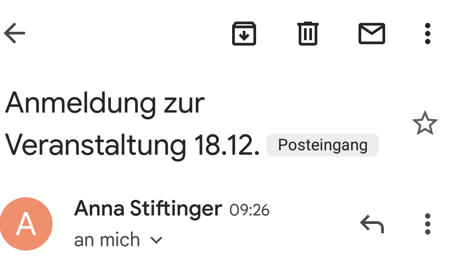 Anmeldung zur
Veranstaltung 18.12. Posteingang
A
Anna Stiftinger 09:26
an mich